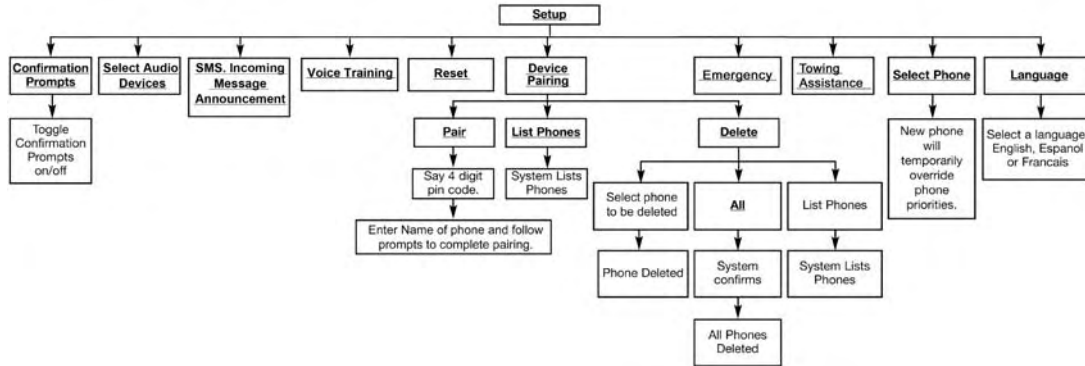 Setup
Confirmation
Prompts
Select Audio
Devices
SMS. Incoming
Message
Announcement
Voice Training
Reset
Device
Pairing
Emergency
Towing
Assistance
Select Phone
Language
Toggle
Confirmation
Prompts
on/off
Pair
List Phones
Delete
New phone
will
temporarily
override
phone
priorities.
Select a language
English, Espanol
or Francais
Say 4 digit
pin code.
System Lists
Phones
Select phone
to be deleted
All
List Phones
Enter Name of phone and follow
prompts to complete pairing.
Phone Deleted
System
confirms
System Lists
Phones
All Phones
Deleted